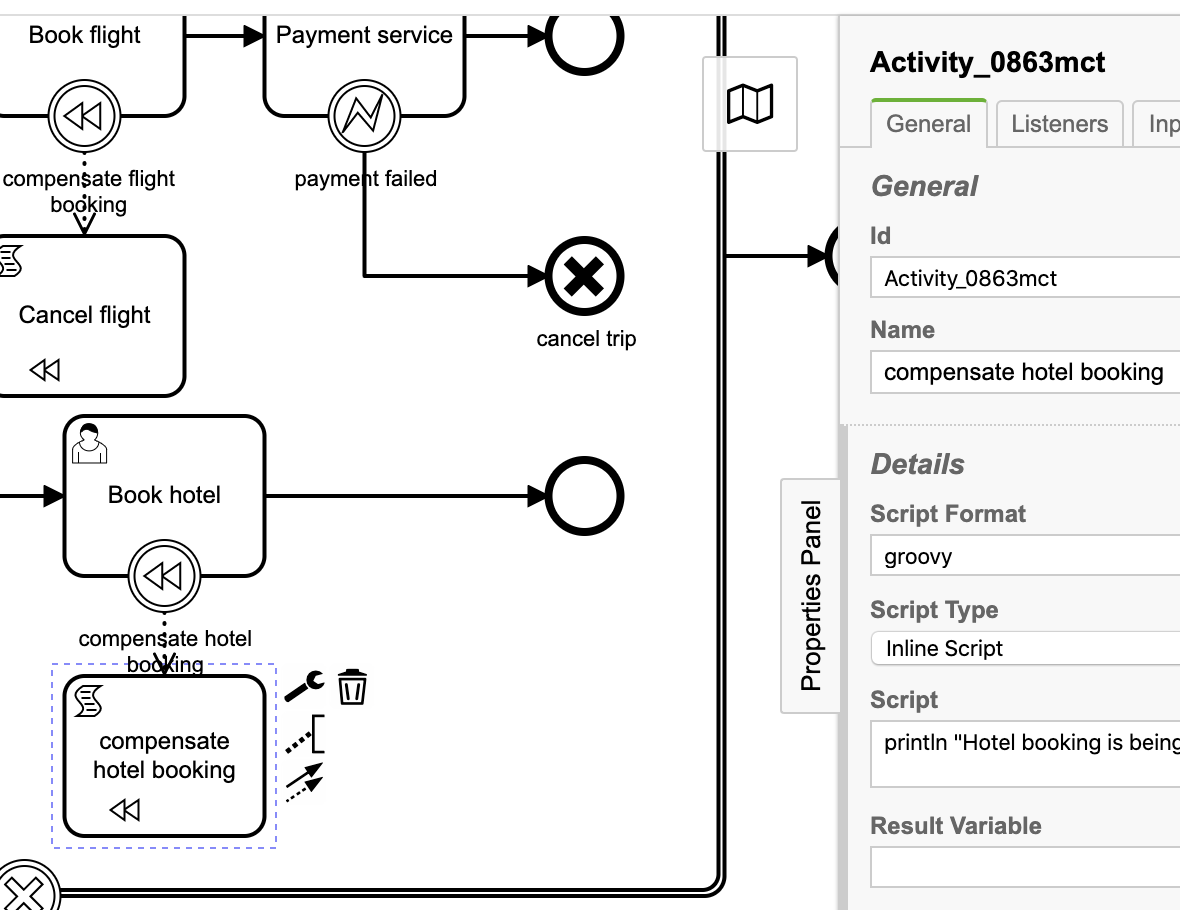 Book flight
Payment service
compensate flight
booking
payment failed
Cancel flight
cancel trip
Book hotel
compensate hotel
booking
compensate
hotel booking
Properties Panel
Activity_0863mct
General
Listeners
Inp
General
Id
Activity_0863mct
Name
compensate hotel booking
Details
Script Format
groovy
Script Type
Inline Script
Script
println "Hotel booking is being
Result Variable